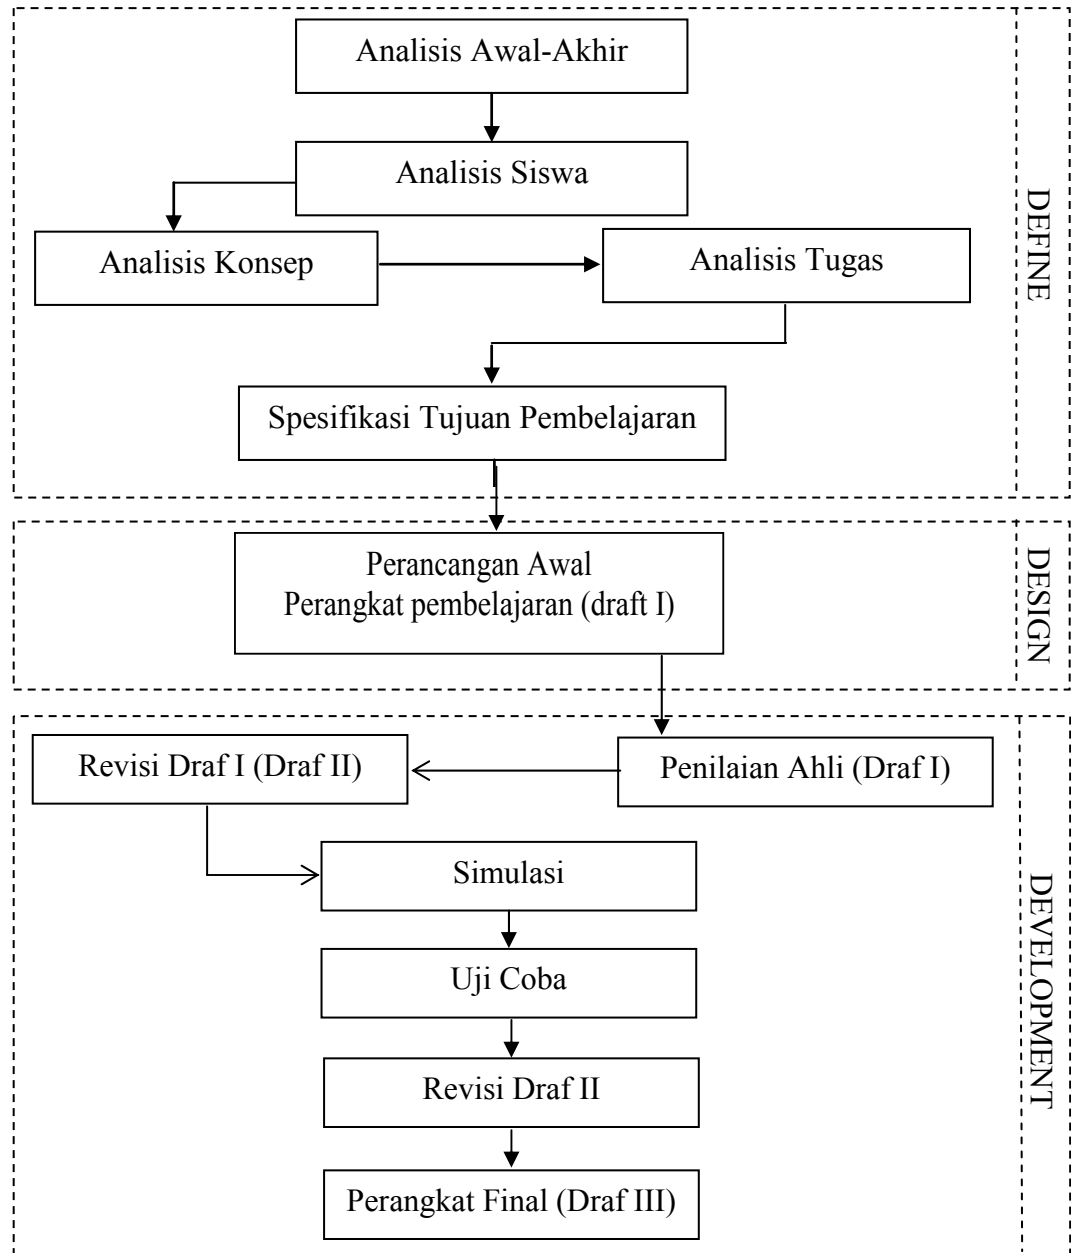 Analisis Awal-Akhir
Analisis Siswa
Analisis Konsep
Analisis Tugas
Spesifikasi Tujuan Pembelajaran
DEFINE
Perancangan Awal
Perangkat pembelajaran (draft I)
DESIGN
Penilaian Ahli (Draf I)
Revisi Draf I (Draf II)
Simulasi
Uji Coba
Revisi Draf II
Perangkat Final (Draf III)
DEVELOPMENT